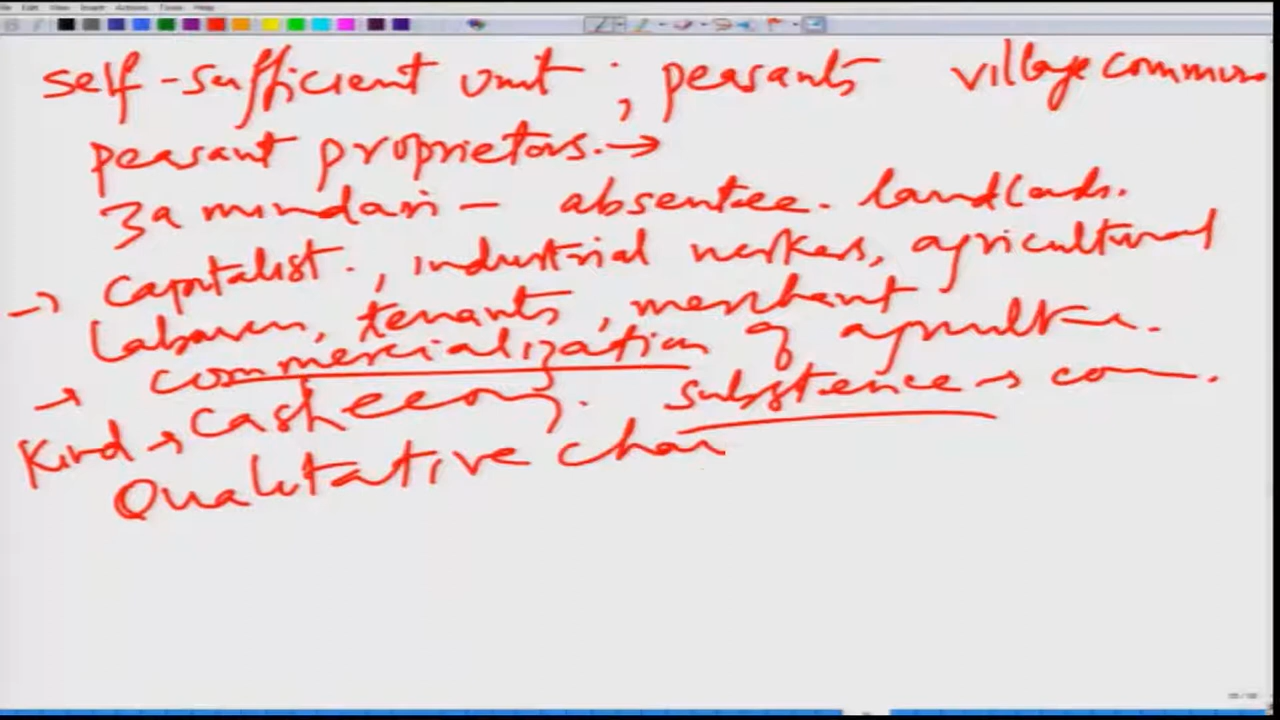 self-sufficient unit ; peasants village commun
peasant proprietors. →
zamindari – absentee. landlords.
→ capitalist. , industrial workers, agricultural
labourers, tenants, merchant
→ commercialization of agriculture.
Kind → cash economy. substence → com .
Qualitative chan